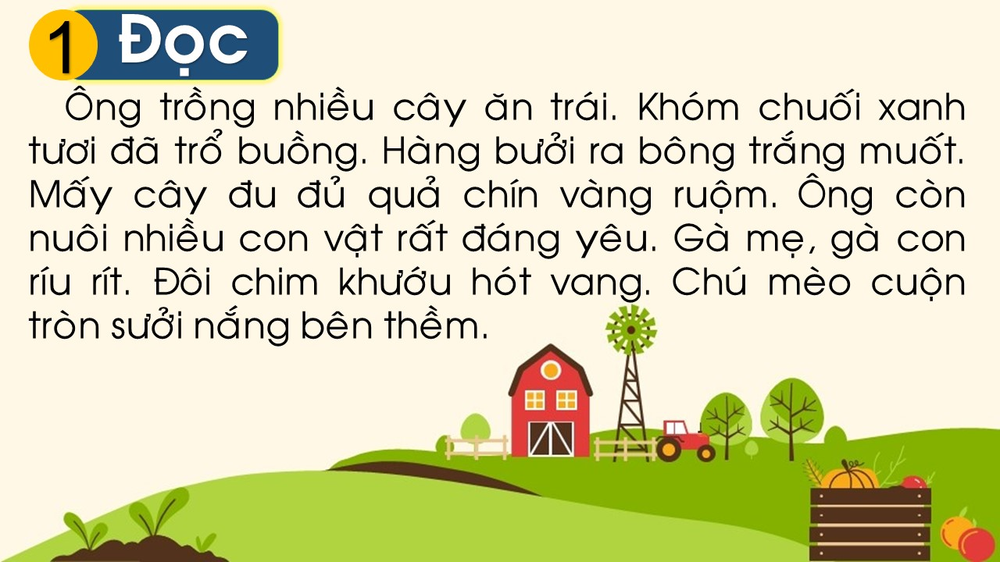 1 Đọc
Ông trồng nhiều cây ăn trái. Khóm chuối xanh
tươi đã trổ buồng. Hàng bưởi ra bông trắng muốt.
Mấy cây đu đủ quả chín vàng ruộm. Ông còn
nuôi nhiều con vật rất đáng yêu. Gà mẹ, gà con
ríu rít. Đôi chim khướu hót vang. Chú mèo cuộn
tròn sưởi nắng bên thềm.